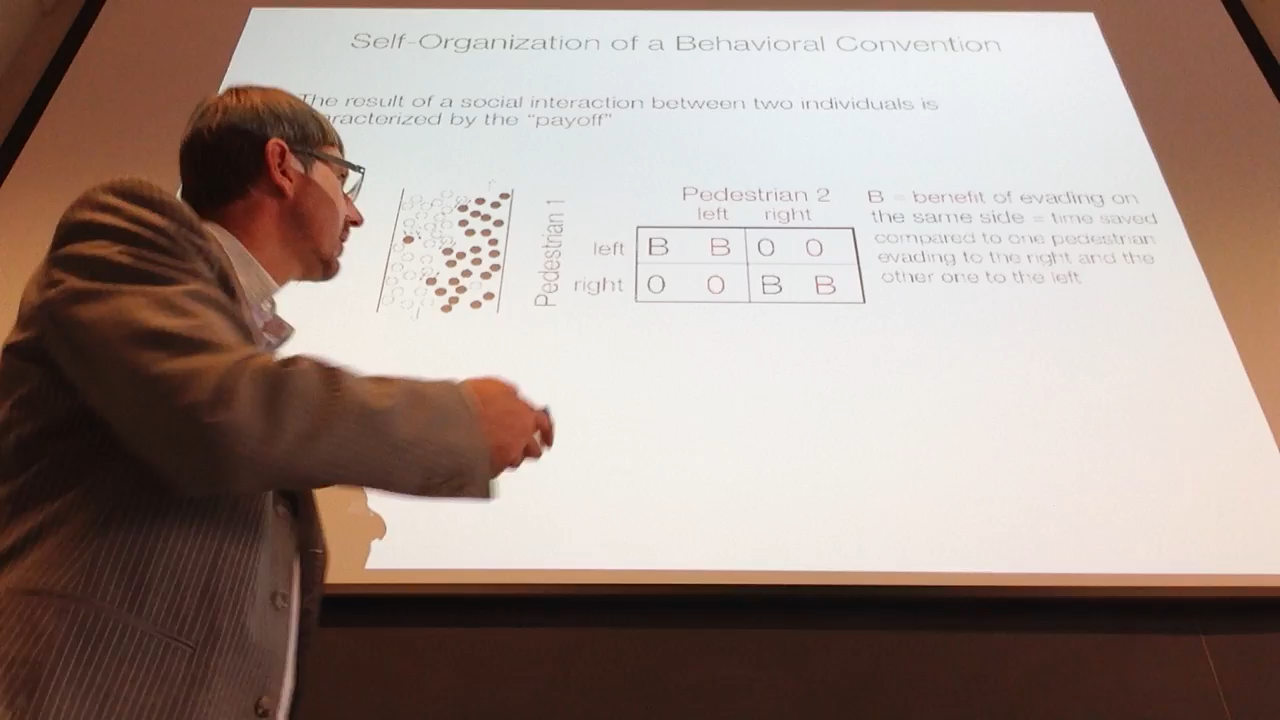 Self-Organization of a Behavioral Convention
The result of a social interaction between two individuals is
racterized by the "payoff"
Pedestrian 2
left right
Pedestrian 1
left B B 0 0
right 0 0 B B
B = benefit of evading on
the same side = time saved
compared to one pedestrian
evading to the right and the
other one to the left